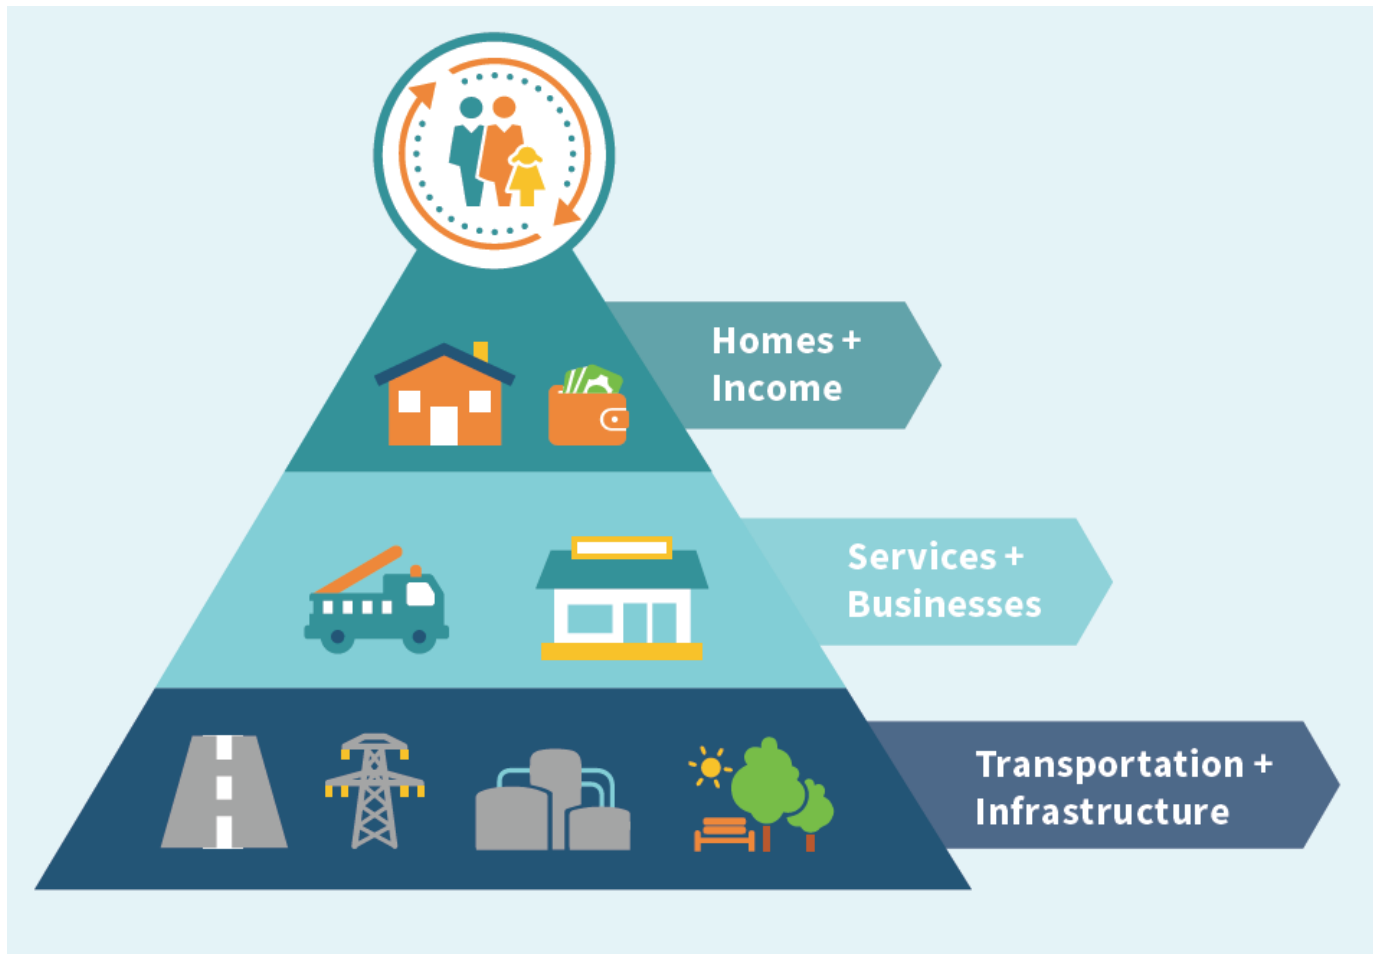 Homes +
Income
Services +
Businesses
Transportation +
Infrastructure